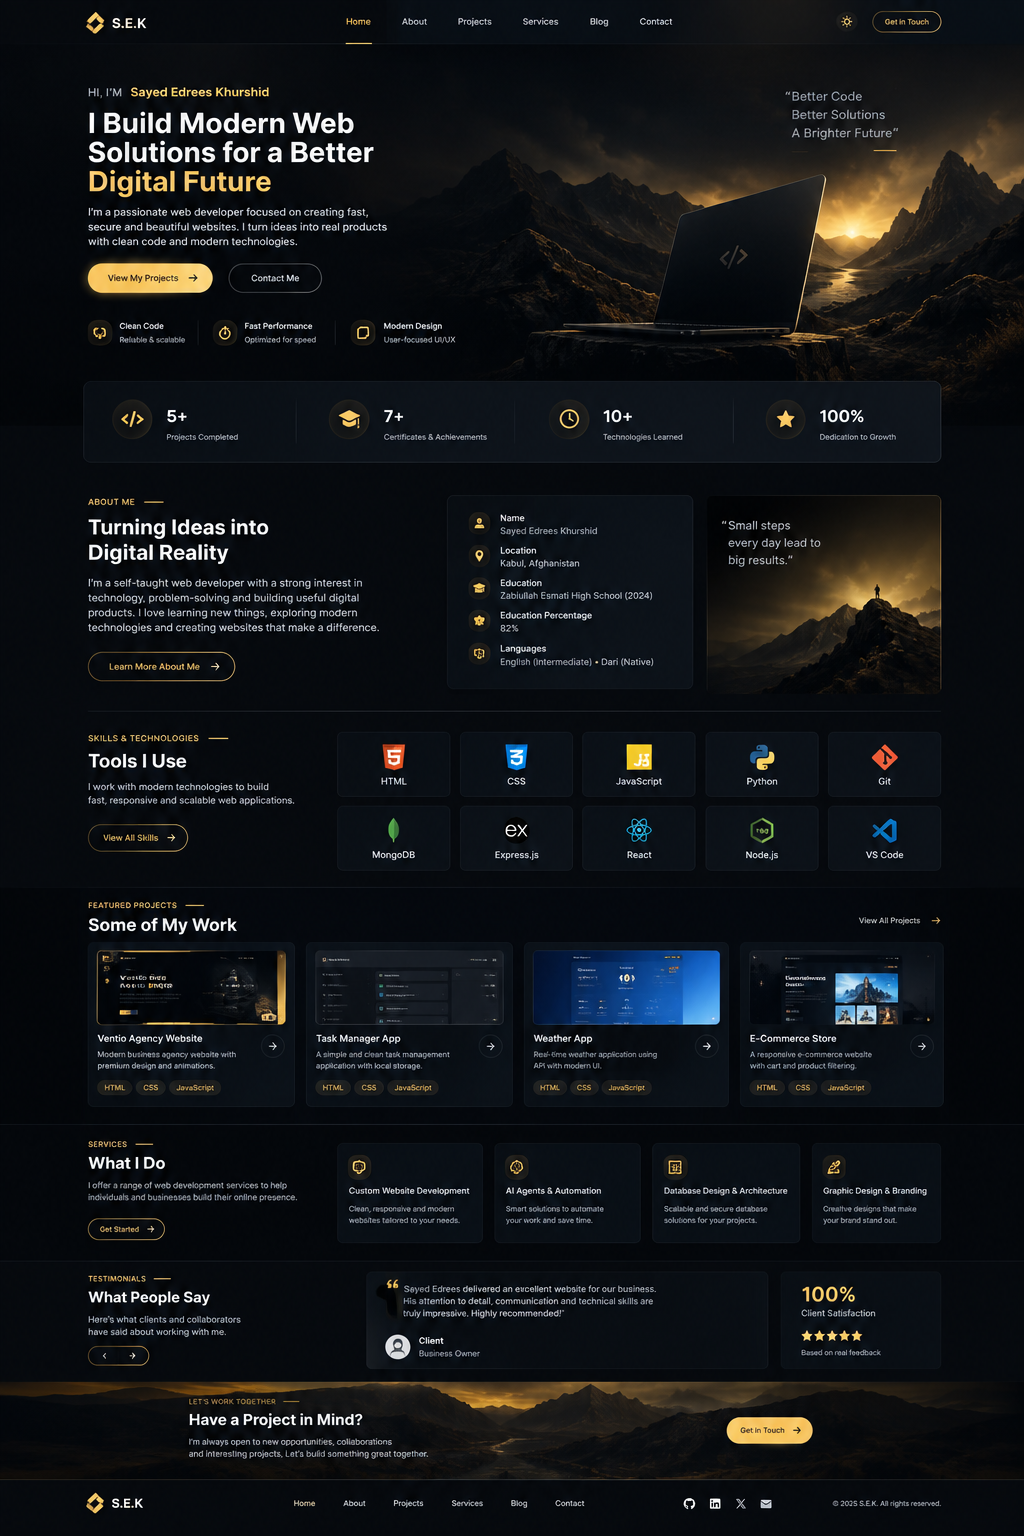 S.E.K
Home
About
Projects
Services
Blog
Contact
Get in Touch
HI, I'M Sayed Edrees Khurshid
I Build Modern Web
Solutions for a Better
Digital Future
I'm a passionate web developer focused on creating fast,
secure and beautiful websites. I turn ideas into real products
with clean code and modern technologies.
View My Projects
Contact Me
Clean Code
Reliable & scalable
Fast Performance
Optimized for speed
Modern Design
User-focused UI/UX
“Better Code
Better Solutions
A Brighter Future”
</>
5+
Projects Completed
7+
Certificates & Achievements
10+
Technologies Learned
100%
Dedication to Growth
ABOUT ME
Turning Ideas into
Digital Reality
I'm a self-taught web developer with a strong interest in
technology, problem-solving and building useful digital
products. I love learning new things, exploring modern
technologies and creating websites that make a difference.
Learn More About Me
Name
Sayed Edrees Khurshid
Location
Kabul, Afghanistan
Education
Zabiullah Esmati High School (2024)
Education Percentage
82%
Languages
English (Intermediate) • Dari (Native)
“Small steps
every day lead to
big results.”
SKILLS & TECHNOLOGIES
Tools I Use
I work with modern technologies to build
fast, responsive and scalable web applications.
View All Skills
HTML
CSS
JavaScript
Python
Git
MongoDB
ex
Express.js
React
Node.js
VS Code
FEATURED PROJECTS
Some of My Work
View All Projects
Ventio Agency Website
Modern business agency website with
premium design and animations.
HTML
CSS
JavaScript
Task Manager App
A simple and clean task management
application with local storage.
HTML
CSS
JavaScript
Weather App
Real-time weather application using
API with modern UI.
HTML
CSS
JavaScript
E-Commerce Store
A responsive e-commerce website
with cart and product filtering.
HTML
CSS
JavaScript
SERVICES
What I Do
I offer a range of web development services to help
individuals and businesses build their online presence.
Get Started
Custom Website Development
Clean, responsive and modern
websites tailored to your needs.
AI Agents & Automation
Smart solutions to automate
your work and save time.
Database Design & Architecture
Scalable and secure database
solutions for your projects.
Graphic Design & Branding
Creative designs that make
your brand stand out.
TESTIMONIALS
What People Say
Here's what clients and collaborators
have said about working with me.
“Sayed Edrees delivered an excellent website for our business.
His attention to detail, communication and technical skills are
truly impressive. Highly recommended!"
Client
Business Owner
100%
Client Satisfaction
Based on real feedback
LET'S WORK TOGETHER
Have a Project in Mind?
I'm always open to new opportunities, collaborations
and interesting projects, Let's build something great together.
Get in Touch
S.E.K
Home
About
Projects
Services
Blog
Contact
© 2025 S.E.K. All rights reserved.